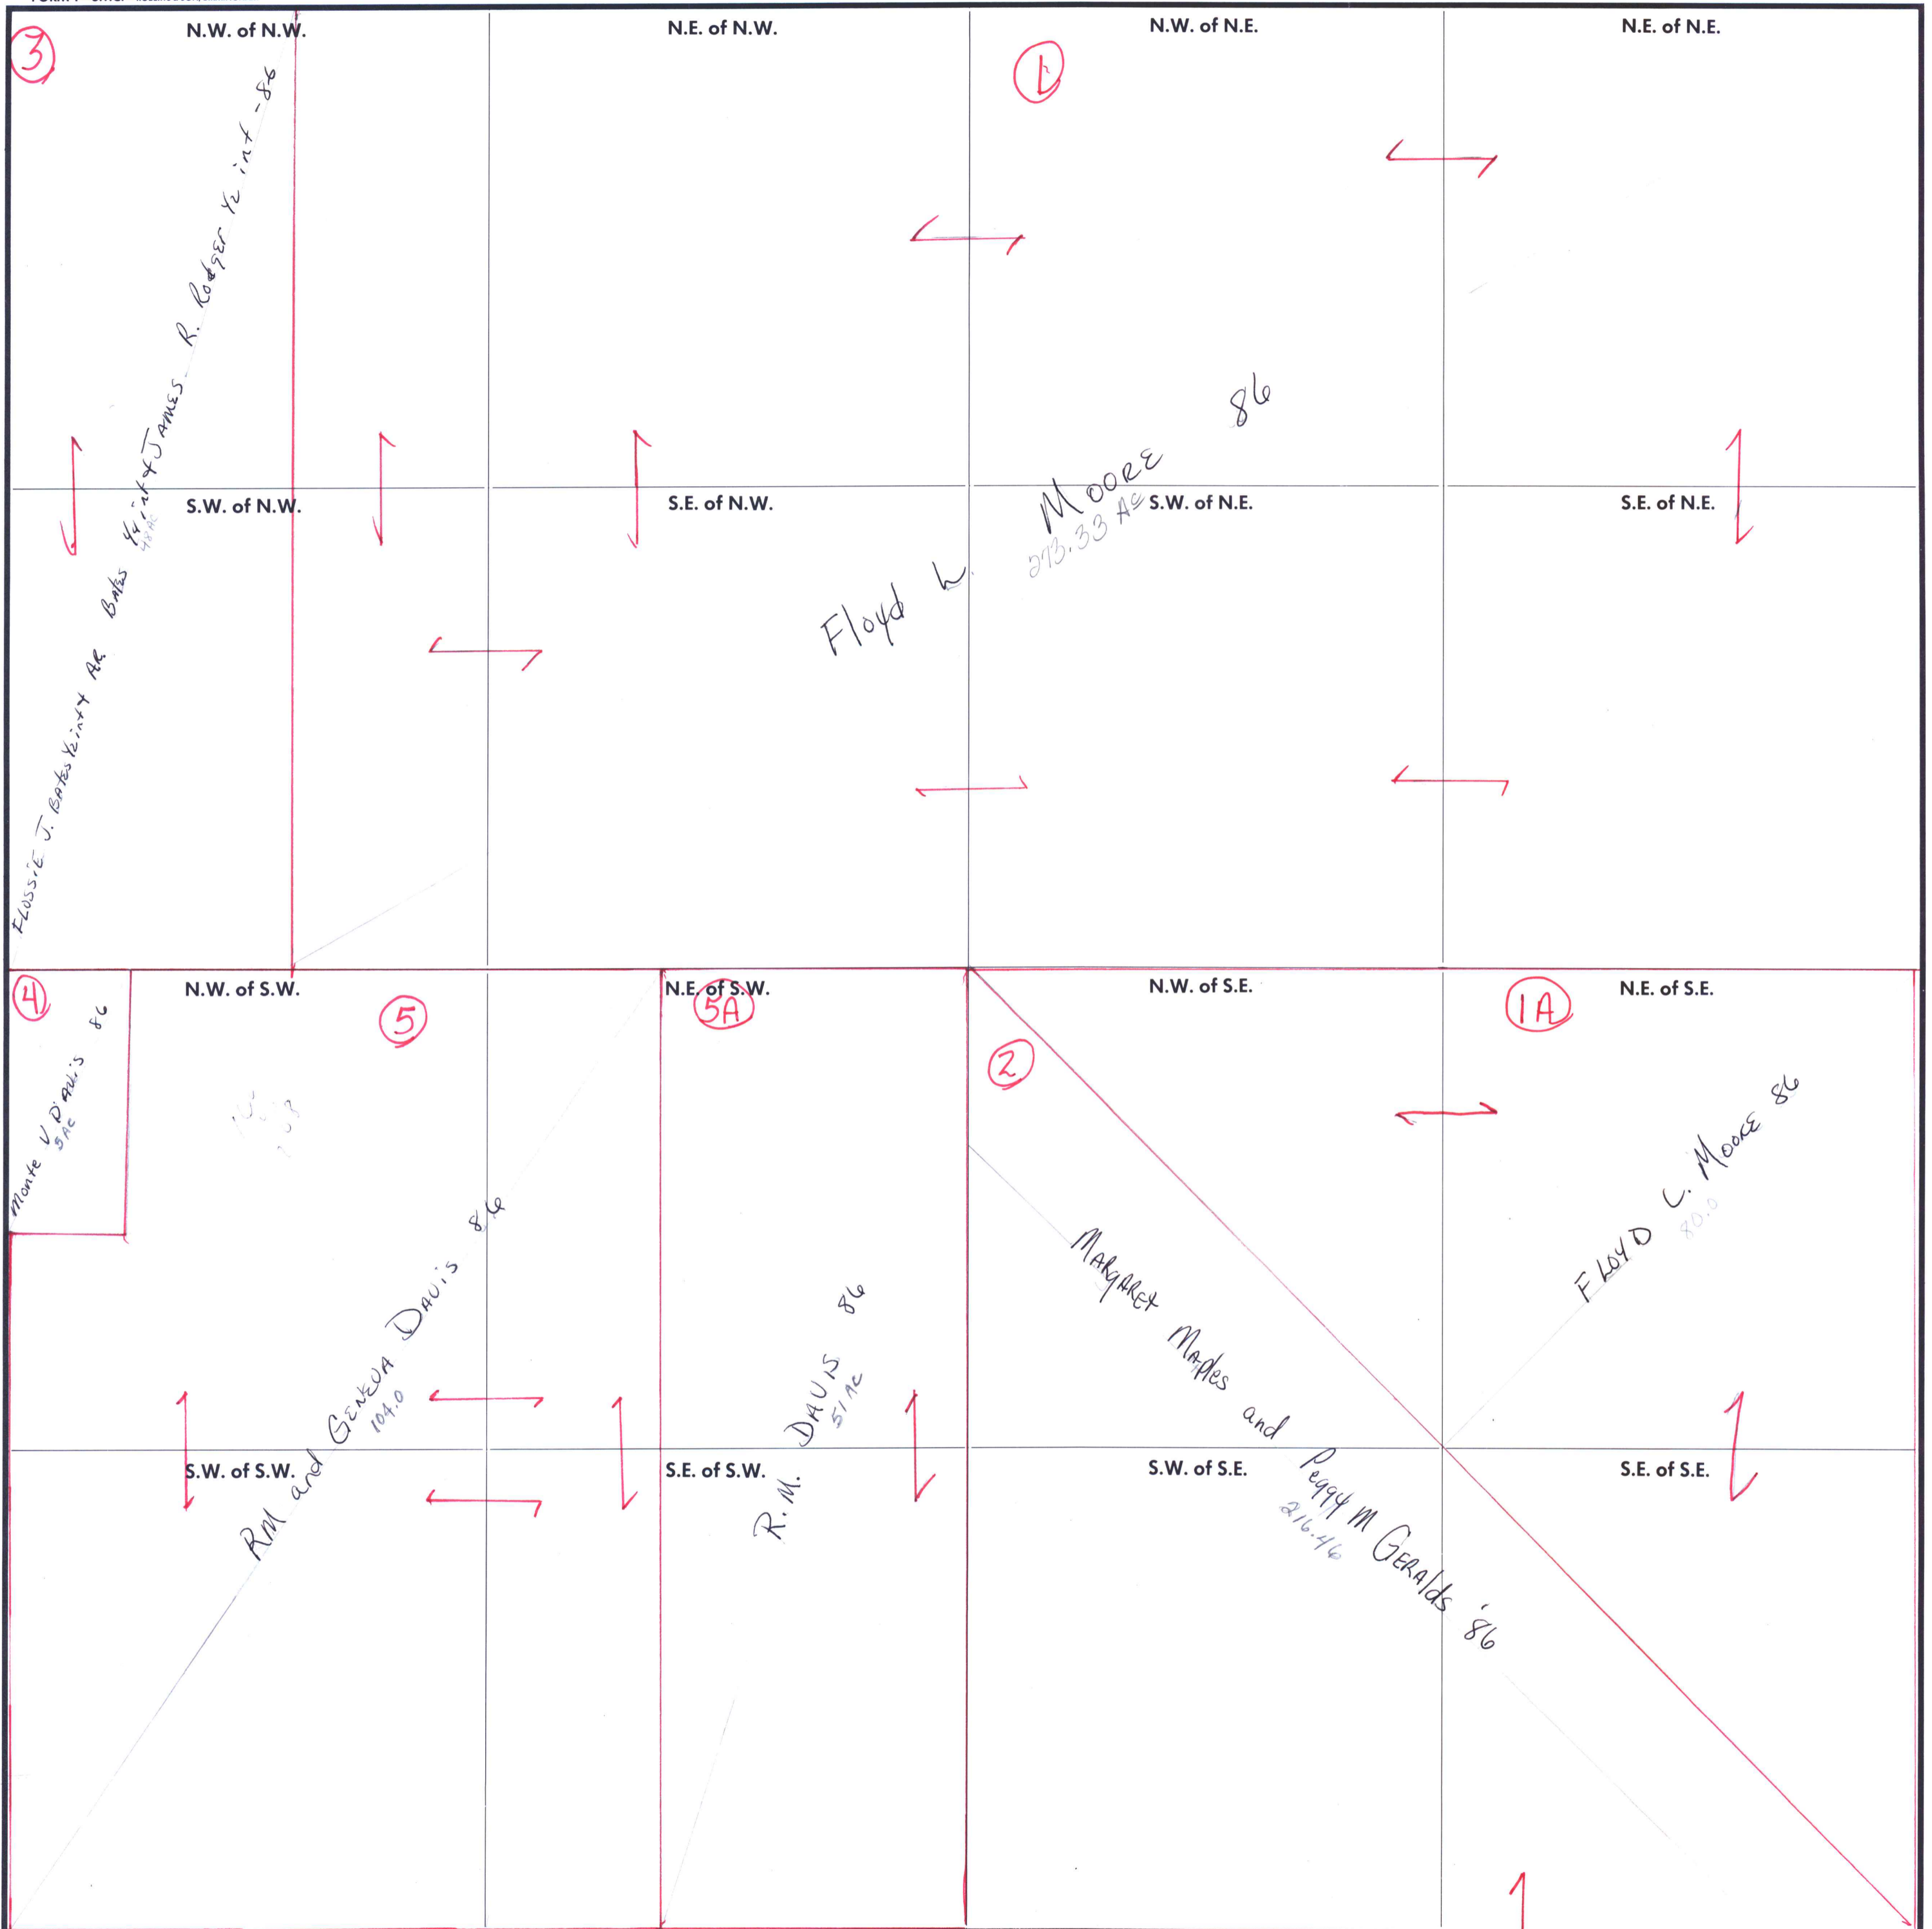 N.W. of N.W.
N.E. of N.W.
N.W. of N.E.
N.E. of N.E.
3
1
FLOSSIE J. BATES 1/2 int & AR. BATES 1/4 int & JAMES R. RODGER 1/2 int - 86
48 AC
S.W. of N.W.
S.E. of N.W.
S.W. of N.E.
S.E. of N.E.
Floyd L. MOORE 86
273.33 AC
N.W. of S.W.
N.E. of S.W.
N.W. of S.E.
N.E. of S.E.
4
5
5A
2
1A
Monte V DAVIS 86
5 AC
RM and GENEVA DAVIS 86
104.0
R.M. DAVIS 86
51 AC
MARGARET MAPLES and Peggy M GERALDS '86
216.46
FLOYD L. MOORE 86
80.0
S.W. of S.W.
S.E. of S.W.
S.W. of S.E.
S.E. of S.E.